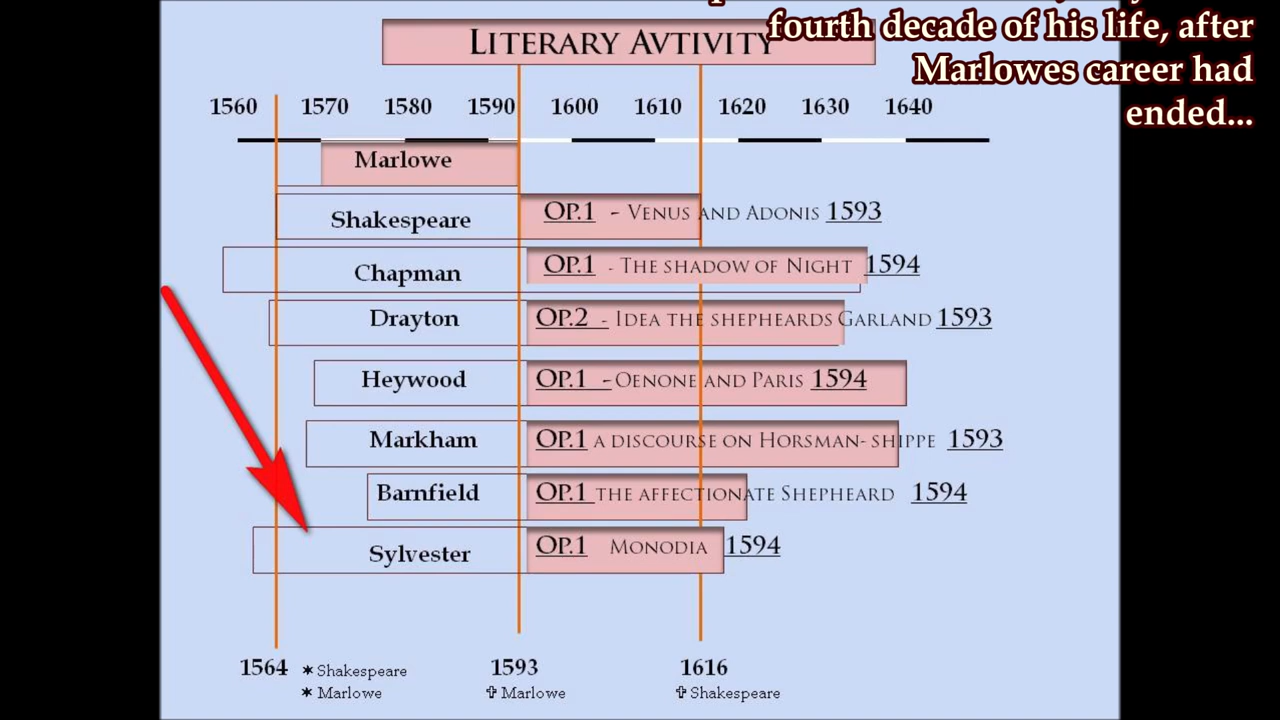 fourth decade of his life, after
Marlowes career had
ended...
LITERARY AVTIVITY
1560 1570 1580 1590 1600 1610 1620 1630 1640
Marlowe
Shakespeare OP.1 - VENUS AND ADONIS 1593
Chapman OP.1 - THE SHADOW OF NIGHT 1594
Drayton OP.2 - IDEA THE SHEPHEARDS GARLAND 1593
Heywood OP.1 - OENONE AND PARIS 1594
Markham OP.1 A DISCOURSE ON HORSMAN-SHIPPE 1593
Barnfield OP.1 THE AFFECTIONATE SHEPHEARD 1594
Sylvester OP.1 MONODIA 1594
1564 ✶ Shakespeare
✶ Marlowe
1593
✞ Marlowe
1616
✞ Shakespeare